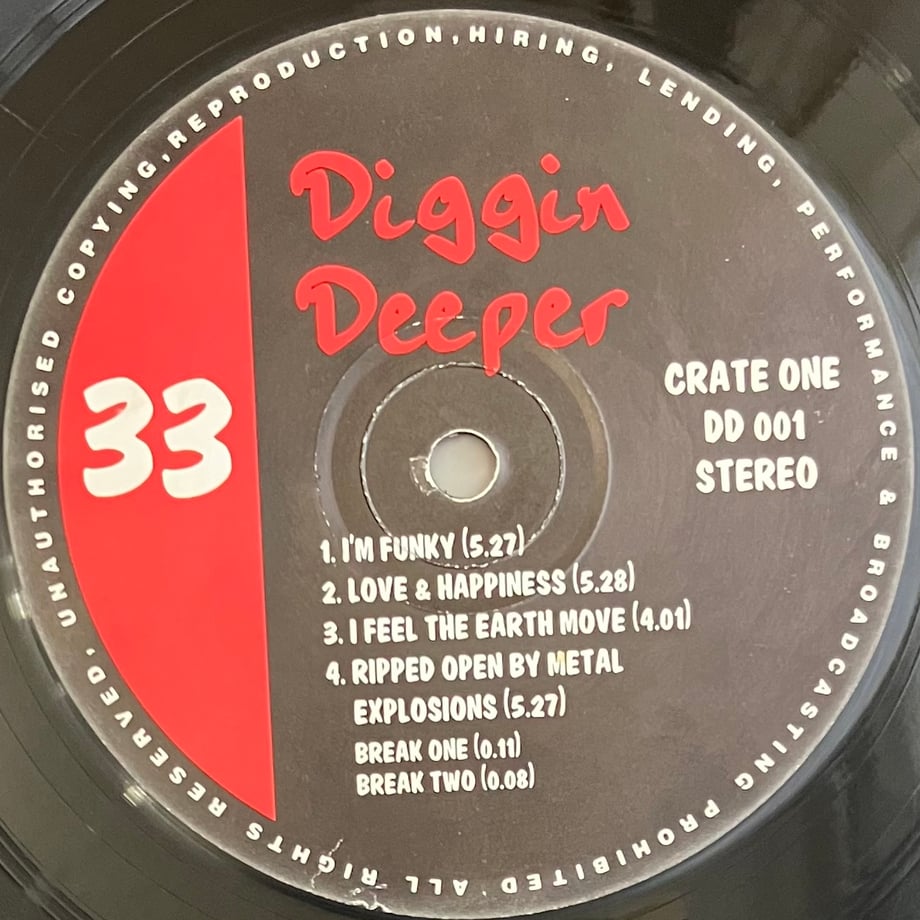 Diggin
Deeper
33
CRATE ONE
DD 001
STEREO
1. I'M FUNKY (5.27)
2. LOVE & HAPPINESS (5.28)
3. I FEEL THE EARTH MOVE (4.01)
4. RIPPED OPEN BY METAL
EXPLOSIONS (5.27)
BREAK ONE (0.11)
BREAK TWO (0.08)
ALL RIGHTS RESERVED. UNAUTHORISED COPYING, REPRODUCTION, HIRING, LENDING, PERFORMANCE & BROADCASTING PROHIBITED